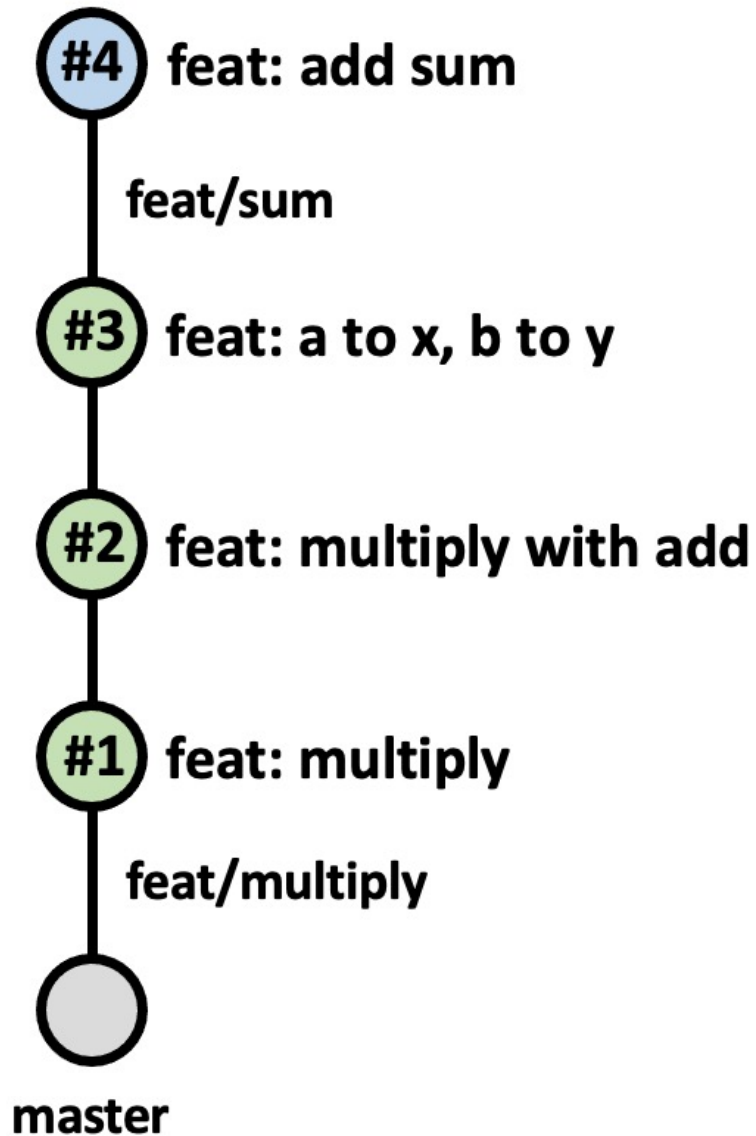 #4 feat: add sum
feat/sum
#3 feat: a to x, b to y
#2 feat: multiply with add
#1 feat: multiply
feat/multiply
master